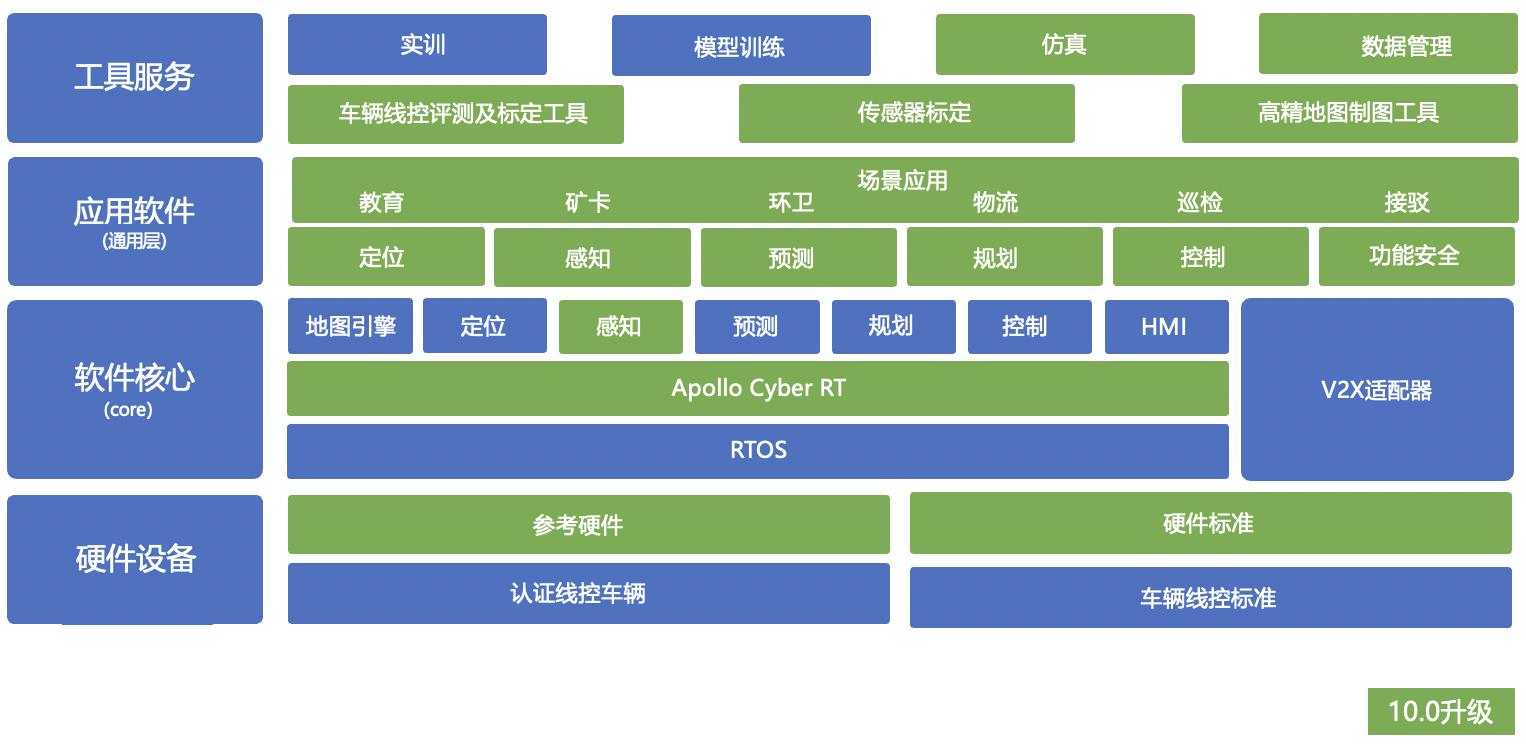 工具服务
实训
模型训练
仿真
数据管理
车辆线控评测及标定工具
传感器标定
高精地图制图工具
应用软件
(通用层)
场景应用
教育
矿卡
环卫
物流
巡检
接驳
定位
感知
预测
规划
控制
功能安全
软件核心
(core)
地图引擎
定位
感知
预测
规划
控制
HMI
Apollo Cyber RT
RTOS
V2X适配器
硬件设备
参考硬件
硬件标准
认证线控车辆
车辆线控标准
10.0升级